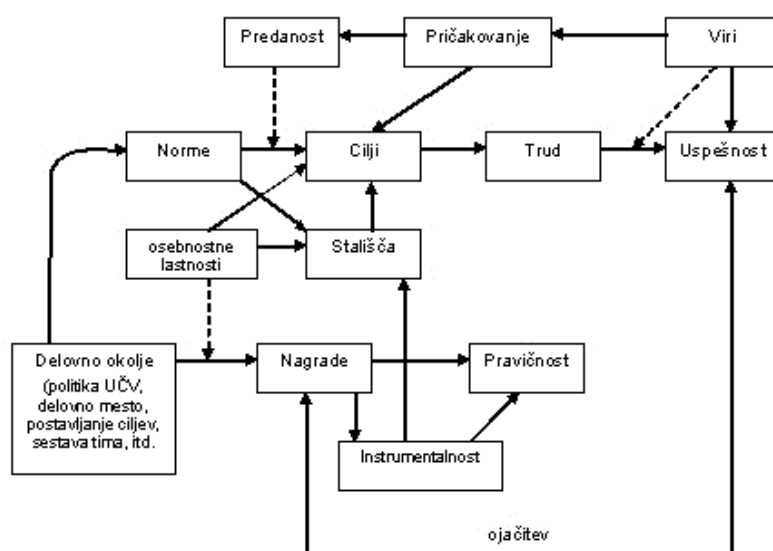 Predanost
Pričakovanje
Viri
Norme
Cilji
Trud
Uspešnost
osebnostne
lastnosti
Stališča
Delovno okolje
(politika UČV,
delovno mesto,
postavljanje ciljev,
sestava tima, itd.
Nagrade
Pravičnost
Instrumentalnost
ojačitev